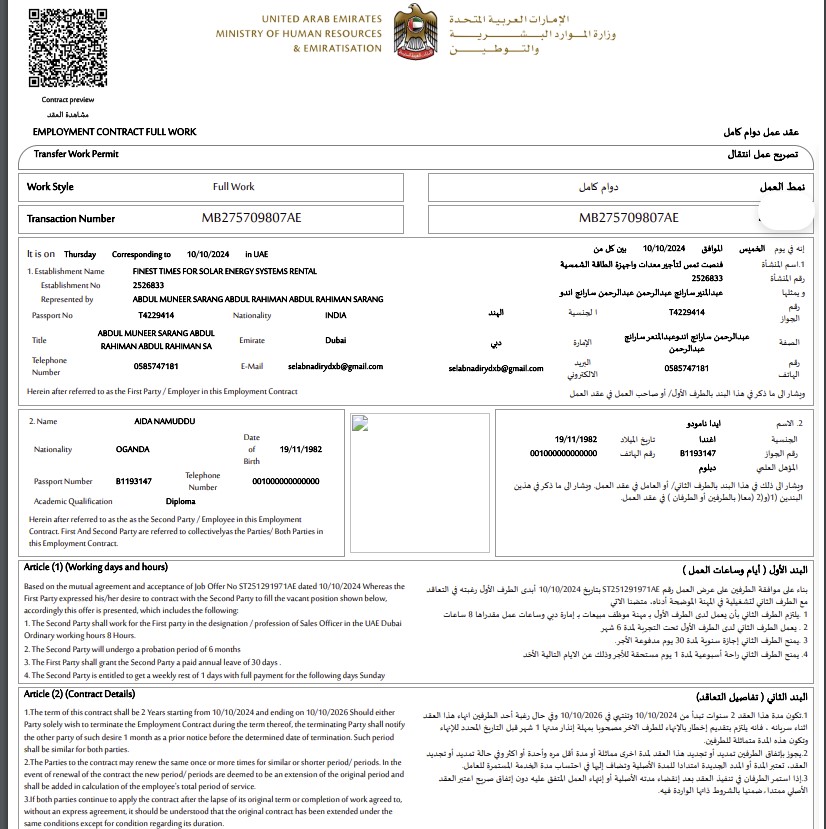 UNITED ARAB EMIRATES
MINISTRY OF HUMAN RESOURCES
& EMIRATISATION
الإمارات العربية المتحدة
وزارة الموارد البشرية
والتوطين
Contract preview
مشاهدة العقد
EMPLOYMENT CONTRACT FULL WORK
عقد عمل دوام كامل
Transfer Work Permit
تصريح عمل انتقال
Work Style Full Work
دوام كامل نمط العمل
Transaction Number MB275709807AE
MB275709807AE
It is on Thursday Corresponding to 10/10/2024 in UAE
1. Establishment Name FINEST TIMES FOR SOLAR ENERGY SYSTEMS RENTAL
Establishment No 2526833
Represented by ABDUL MUNEER SARANG ABDUL RAHIMAN ABDUL RAHIMAN SARANG
Passport No T4229414 Nationality INDIA
Title ABDUL MUNEER SARANG ABDUL
RAHIMAN ABDUL RAHIMAN SA
Emirate Dubai
Telephone
Number 0585747181 E-Mail selabnadirydxb@gmail.com
Herein after referred to as the First Party / Employer in this Employment Contract
إنه في يوم الخميس الموافق 10/10/2024 بين كل من
1.اسم المنشأة فنصت تمس لتأجير معدات واجهزة الطاقة الشمسية
رقم المنشأة 2526833
و يمثلها عبدالمنير سارانج عبدالرحمن عبدالرحمن سارانج اندو
رقم
الجواز T4229414 الجنسية الهند
الصفة عبدالرحمن سارانج اندوعبدالمنعر سارانج
عبدالرحمن
الإمارة دبي
رقم
الهاتف 0585747181 البريد
الالكتروني selabnadirydxb@gmail.com
ويشار الى ما ذكر في هذا البند بالطرف الأول/ أو صاحب العمل في عقد العمل
2. Name AIDA NAMUDDU
Nationality OGANDA Date
of
Birth 19/11/1982
Passport Number B1193147 Telephone
Number 001000000000000
Academic Qualification Diploma
Herein after referred to as the as the Second Party / Employee in this Employment
Contract. First And Second Party are referred to collectivelyas the Parties/ Both Parties in
this Employment Contract.
2. الاسم ايدا نامودو
الجنسية اغندا تاريخ الميلاد 19/11/1982
رقم الجواز B1193147 رقم الهاتف 001000000000000
المؤهل العلمي دبلوم
ويشار الى ذلك في هذا البند بالطرف الثاني/ أو العامل في عقد العمل. ويشار الى ما ذكر في هذين
البندين (1)و(2) معا( بالطرفين أو الطرفان ) في عقد العمل.
Article (1) (Working days and hours)
Based on the mutual agreement and acceptance of Job Offer No ST251291971AE dated 10/10/2024 Whereas the
First Party expressed his/her desire to contract with the Second Party to fill the vacant position shown below,
accordingly this offer is presented, which includes the following:
1. The Second Party shall work for the First party in the designation / profession of Sales Officer in the UAE Dubai
Ordinary working hours 8 Hours.
2. The Second Party will undergo a probation period of 6 months
3. The First Party shall grant the Second Party a paid annual leave of 30 days .
4. The Second Party is entitled to get a weekly rest of 1 days with full payment for the following days Sunday
البند الأول ( أيام وساعات العمل )
بناء على موافقة الطرفين على عرض العمل رقم ST251291971AE بتاريخ 10/10/2024 أبدى الطرف الأول رغبته في التعاقد
مع الطرف الثاني لتشغيلية في المهنة الموضحة أدناه، متضمنا الاتي
1 . يلتزم الطرف الثاني بأن يعمل لدى الطرف الأول بـ مهنة موظف مبيعات بـ إمارة دبي وساعات عمل مقدراها 8 ساعات
2 . يعمل الطرف الثاني لدى الطرف الأول تحت التجربة لمدة 6 شهر
3. يمنح الطرف الثاني إجازة سنوية لمدة 30 يوم مدفوعة الأجر.
4. يمنح الطرف الثاني راحة أسبوعية لمدة 1 يوم مستحقة للأجر وذلك عن الايام التالية الأحد
Article (2) (Contract Details)
1.The term of this contract shall be 2 Years starting from 10/10/2024 and ending on 10/10/2026 Should either
Party solely wish to terminate the Employment Contract during the term thereof, the terminating Party shall notify
the other party of such desire 1 month as a prior notice before the determined date of termination. Such period
shall be similar for both parties.
2.The Parties to the contract may renew the same once or more times for similar or shorter period/ periods. In the
event of renewal of the contract the new period/ periods are deemed to be an extension of the original period and
shall be added in calculation of the employee's total period of service.
3.If both parties continue to apply the contract after the lapse of its original term or completion of work agreed to,
without an express agreement, it should be understood that the original contract has been extended under the
same conditions except for condition regarding its duration.
البند الثاني ( تفاصيل التعاقد)
1.تكون مدة هذا العقد 2 سنوات تبدأ من 10/10/2024 وتنتهي في 10/10/2026 وفي حال رغبة أحد الطرفين انهاء هذا العقد
اثناء سريانه ، فانه يلتزم بتقديم إخطار بالإنهاء للطرف الآخر مصحوبا بمهلة إنذار مدتها 1 شهر قبل التاريخ المحدد للإنهاء
وتكون هذه المدة متماثلة للطرفين.
2.يجوز بإتفاق الطرفين تمديد أو تجديد هذا العقد لمدة اخرى مماثلة أو مدة أقل مره وأحدة أو اكثر وفي حالة تمديد أو تجديد
العقد، تعتبر المدة أو المدد الجديدة امتدادا للمدة الأصلية وتضاف إليها في احتساب مدة الخدمة المستمرة للعامل.
3.إذا استمر الطرفان في تنفيذ العقد بعد إنقضاء مدته الأصلية أو إنتهاء العمل المتفق عليه دون إتفاق صريح اعتبر العقد
الأصلي ممتدا ، ضمنيا بالشروط ذاتها الواردة فيه.